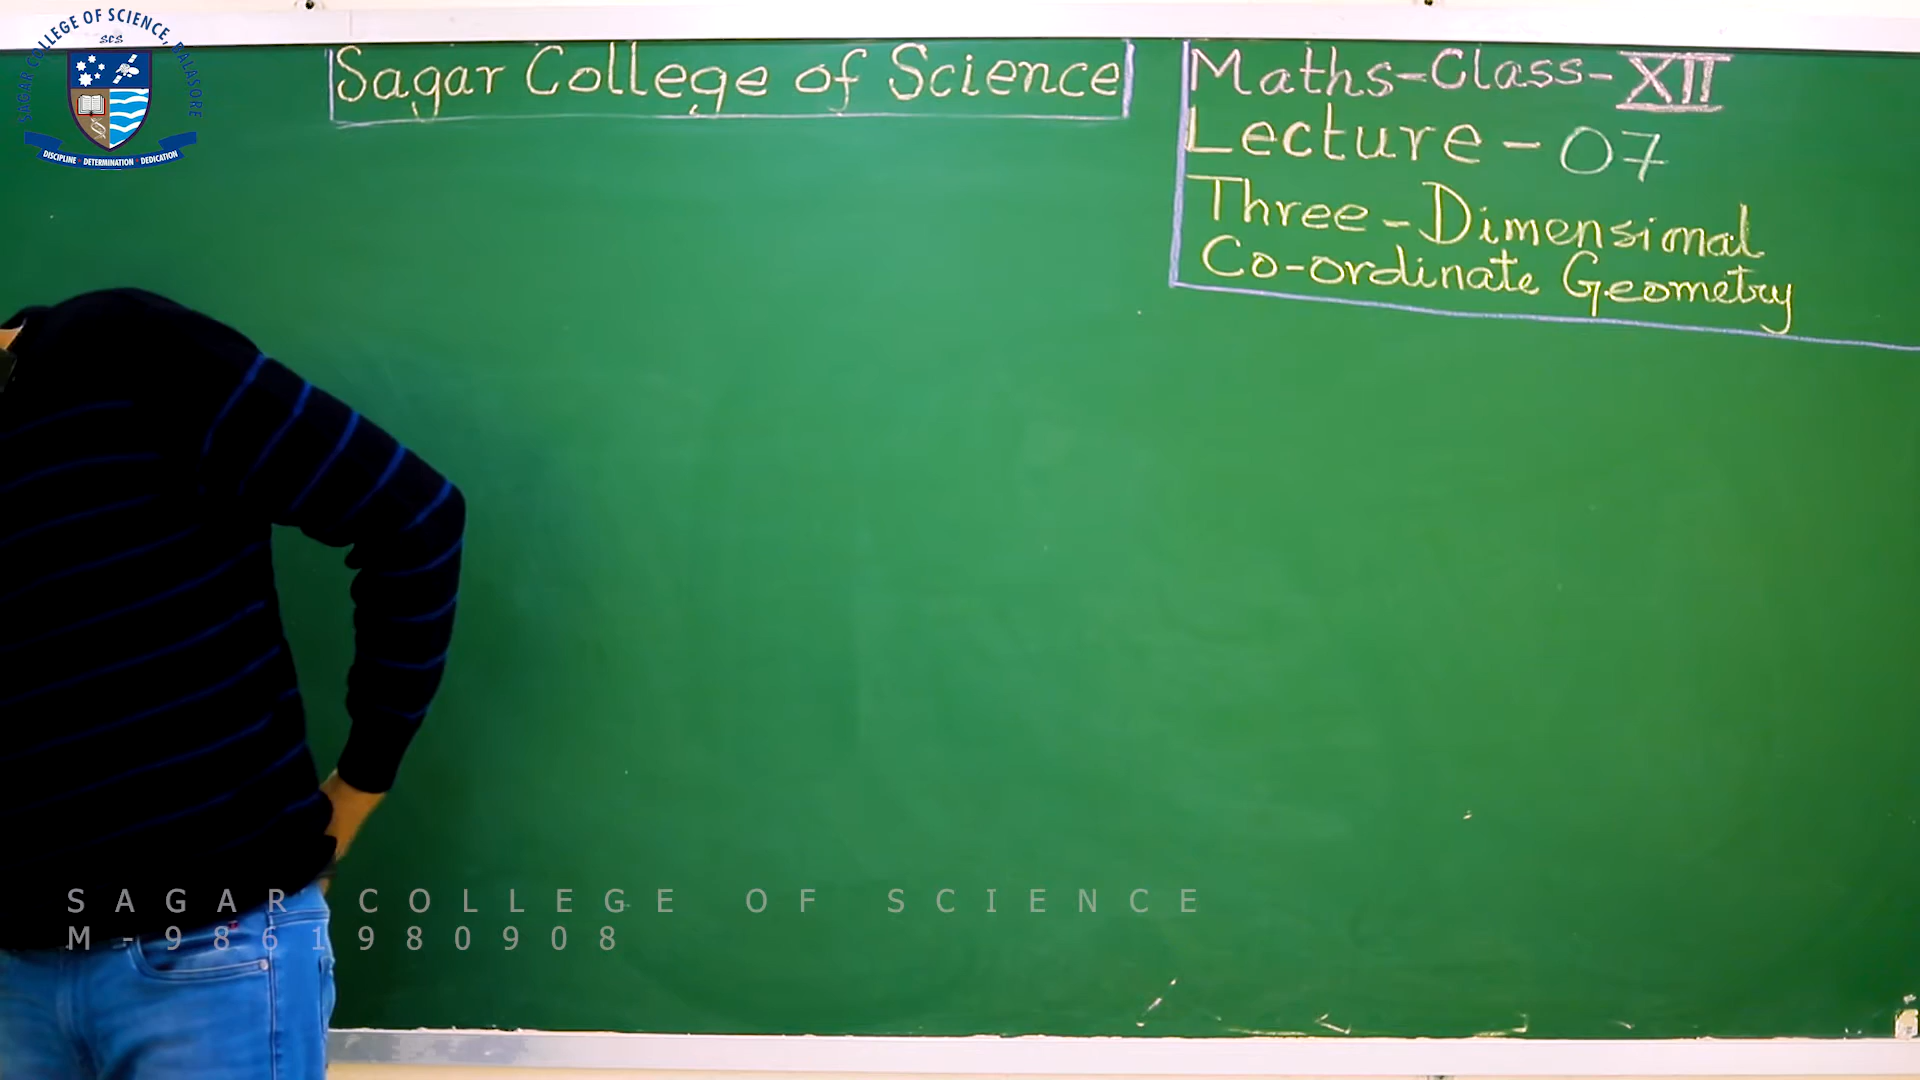 SAGAR COLLEGE OF SCIENCE, BALASORE
SCS
DISCIPLINE DETERMINATION DEDICATION
Sagar College of Science
Maths-Class-XII
Lecture-07
Three-Dimensional
Co-ordinate Geometry
SAGAR COLLEGE OF SCIENCE
M-9861980908